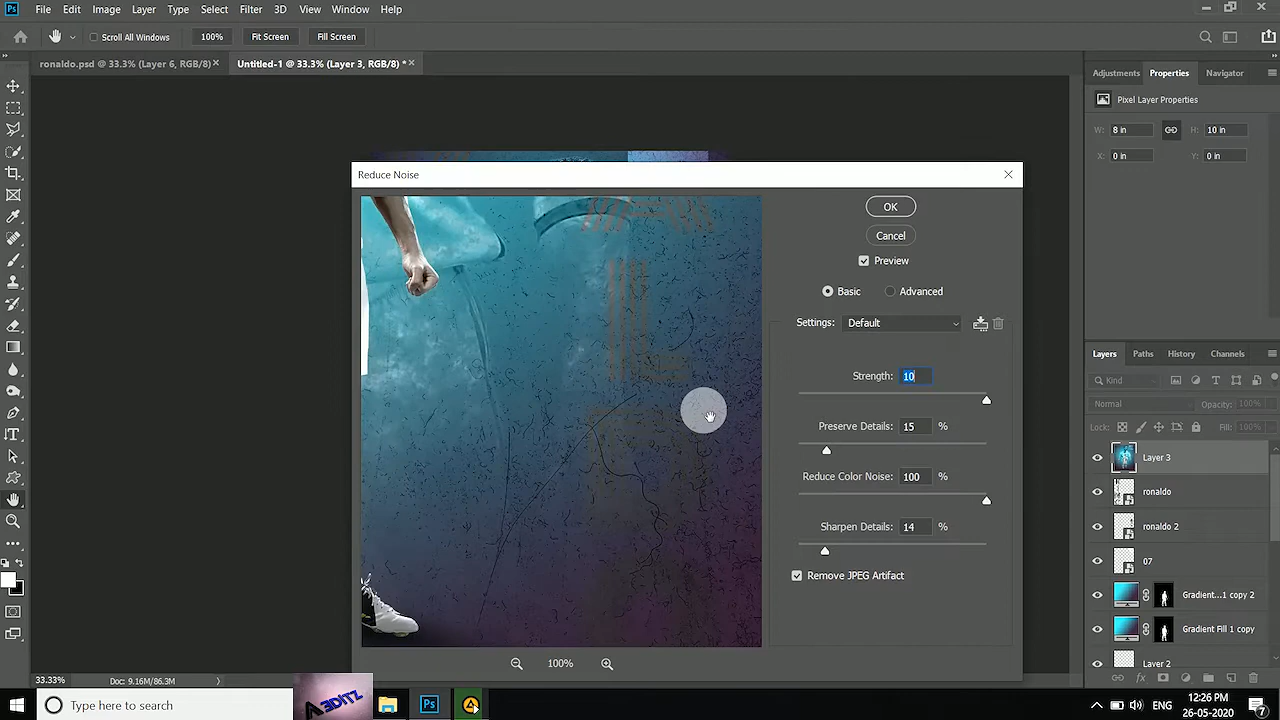 Ps File Edit Image Layer Type Select Filter 3D View Window Help
Scroll All Windows 100% Fit Screen Fill Screen
ronaldo.psd @ 33.3% (Layer 6, RGB/8) × Untitled-1 @ 33.3% (Layer 3, RGB/8) * ×
Adjustments Properties Navigator
Pixel Layer Properties
W: 8 in H: 10 in
X: 0 in Y: 0 in
Reduce Noise
OK
Cancel
Preview
Basic Advanced
Settings: Default
Strength: 10
Preserve Details: 15 %
Reduce Color Noise: 100 %
Sharpen Details: 14 %
Remove JPEG Artifact
100%
Layers Paths History Channels
Kind
Normal Opacity: 100%
Lock: Fill: 100%
Layer 3
ronaldo
ronaldo 2
07
Gradient...1 copy 2
Gradient Fill 1 copy
Layer 2
33.33% Doc: 9.16M/86.3M
Type here to search
A3DITZ
Ps
ENG
12:26 PM
26-05-2020
7